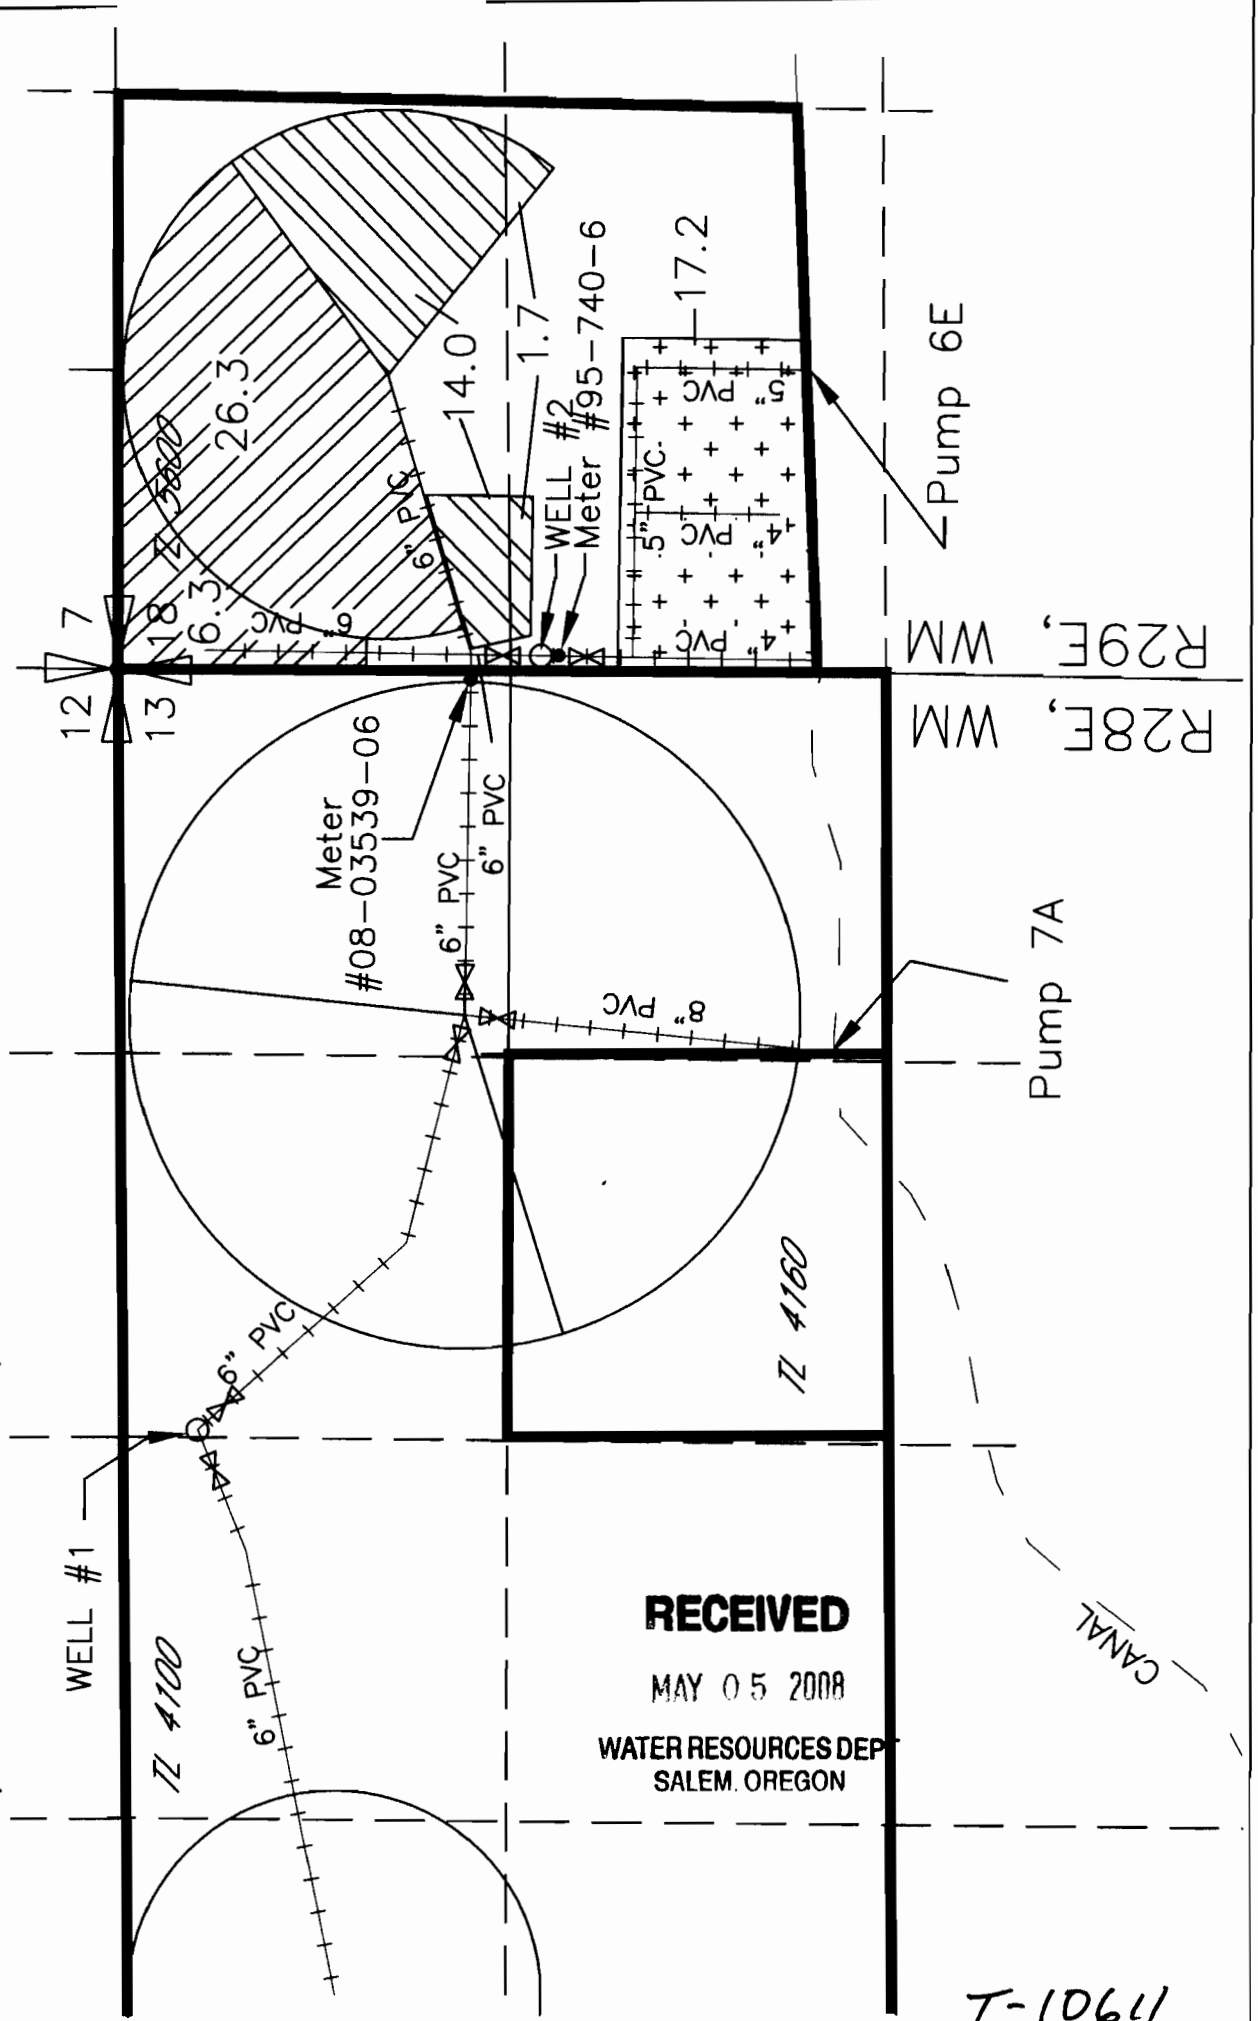 7
18
12
13
TL 3600
26.3
6.3
6" PVC
6" PVC
14.0
1.7
WELL #2
Meter #95-740-6
17.2
5" PVC
5" PVC
4" PVC
4" PVC
Pump 6E
R29E, WM
R28E, WM
Meter
#08-03539-06
6" PVC
6" PVC
8" PVC
Pump 7A
6" PVC
TL 4160
WELL #1
TL 4100
6" PVC
CANAL
RECEIVED
MAY 05 2008
WATER RESOURCES DEPT
SALEM, OREGON
T-10611